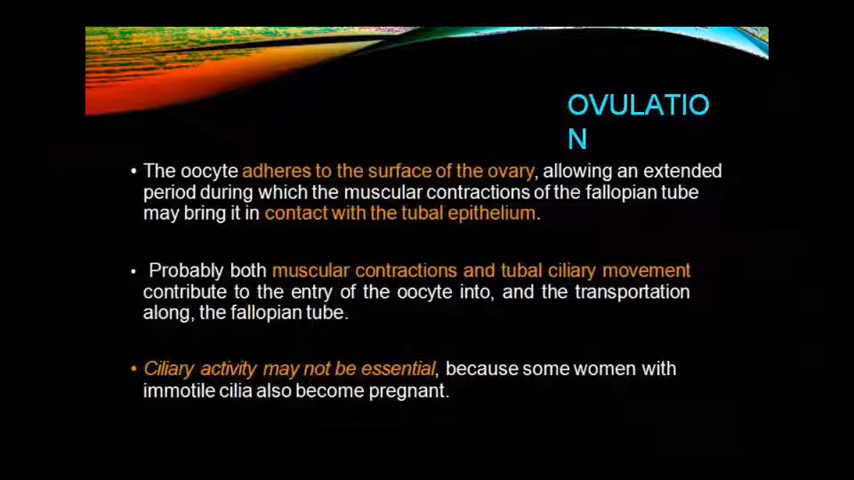 OVULATIO
N
• The oocyte adheres to the surface of the ovary, allowing an extended
period during which the muscular contractions of the fallopian tube
may bring it in contact with the tubal epithelium.
• Probably both muscular contractions and tubal ciliary movement
contribute to the entry of the oocyte into, and the transportation
along, the fallopian tube.
• Ciliary activity may not be essential, because some women with
immotile cilia also become pregnant.